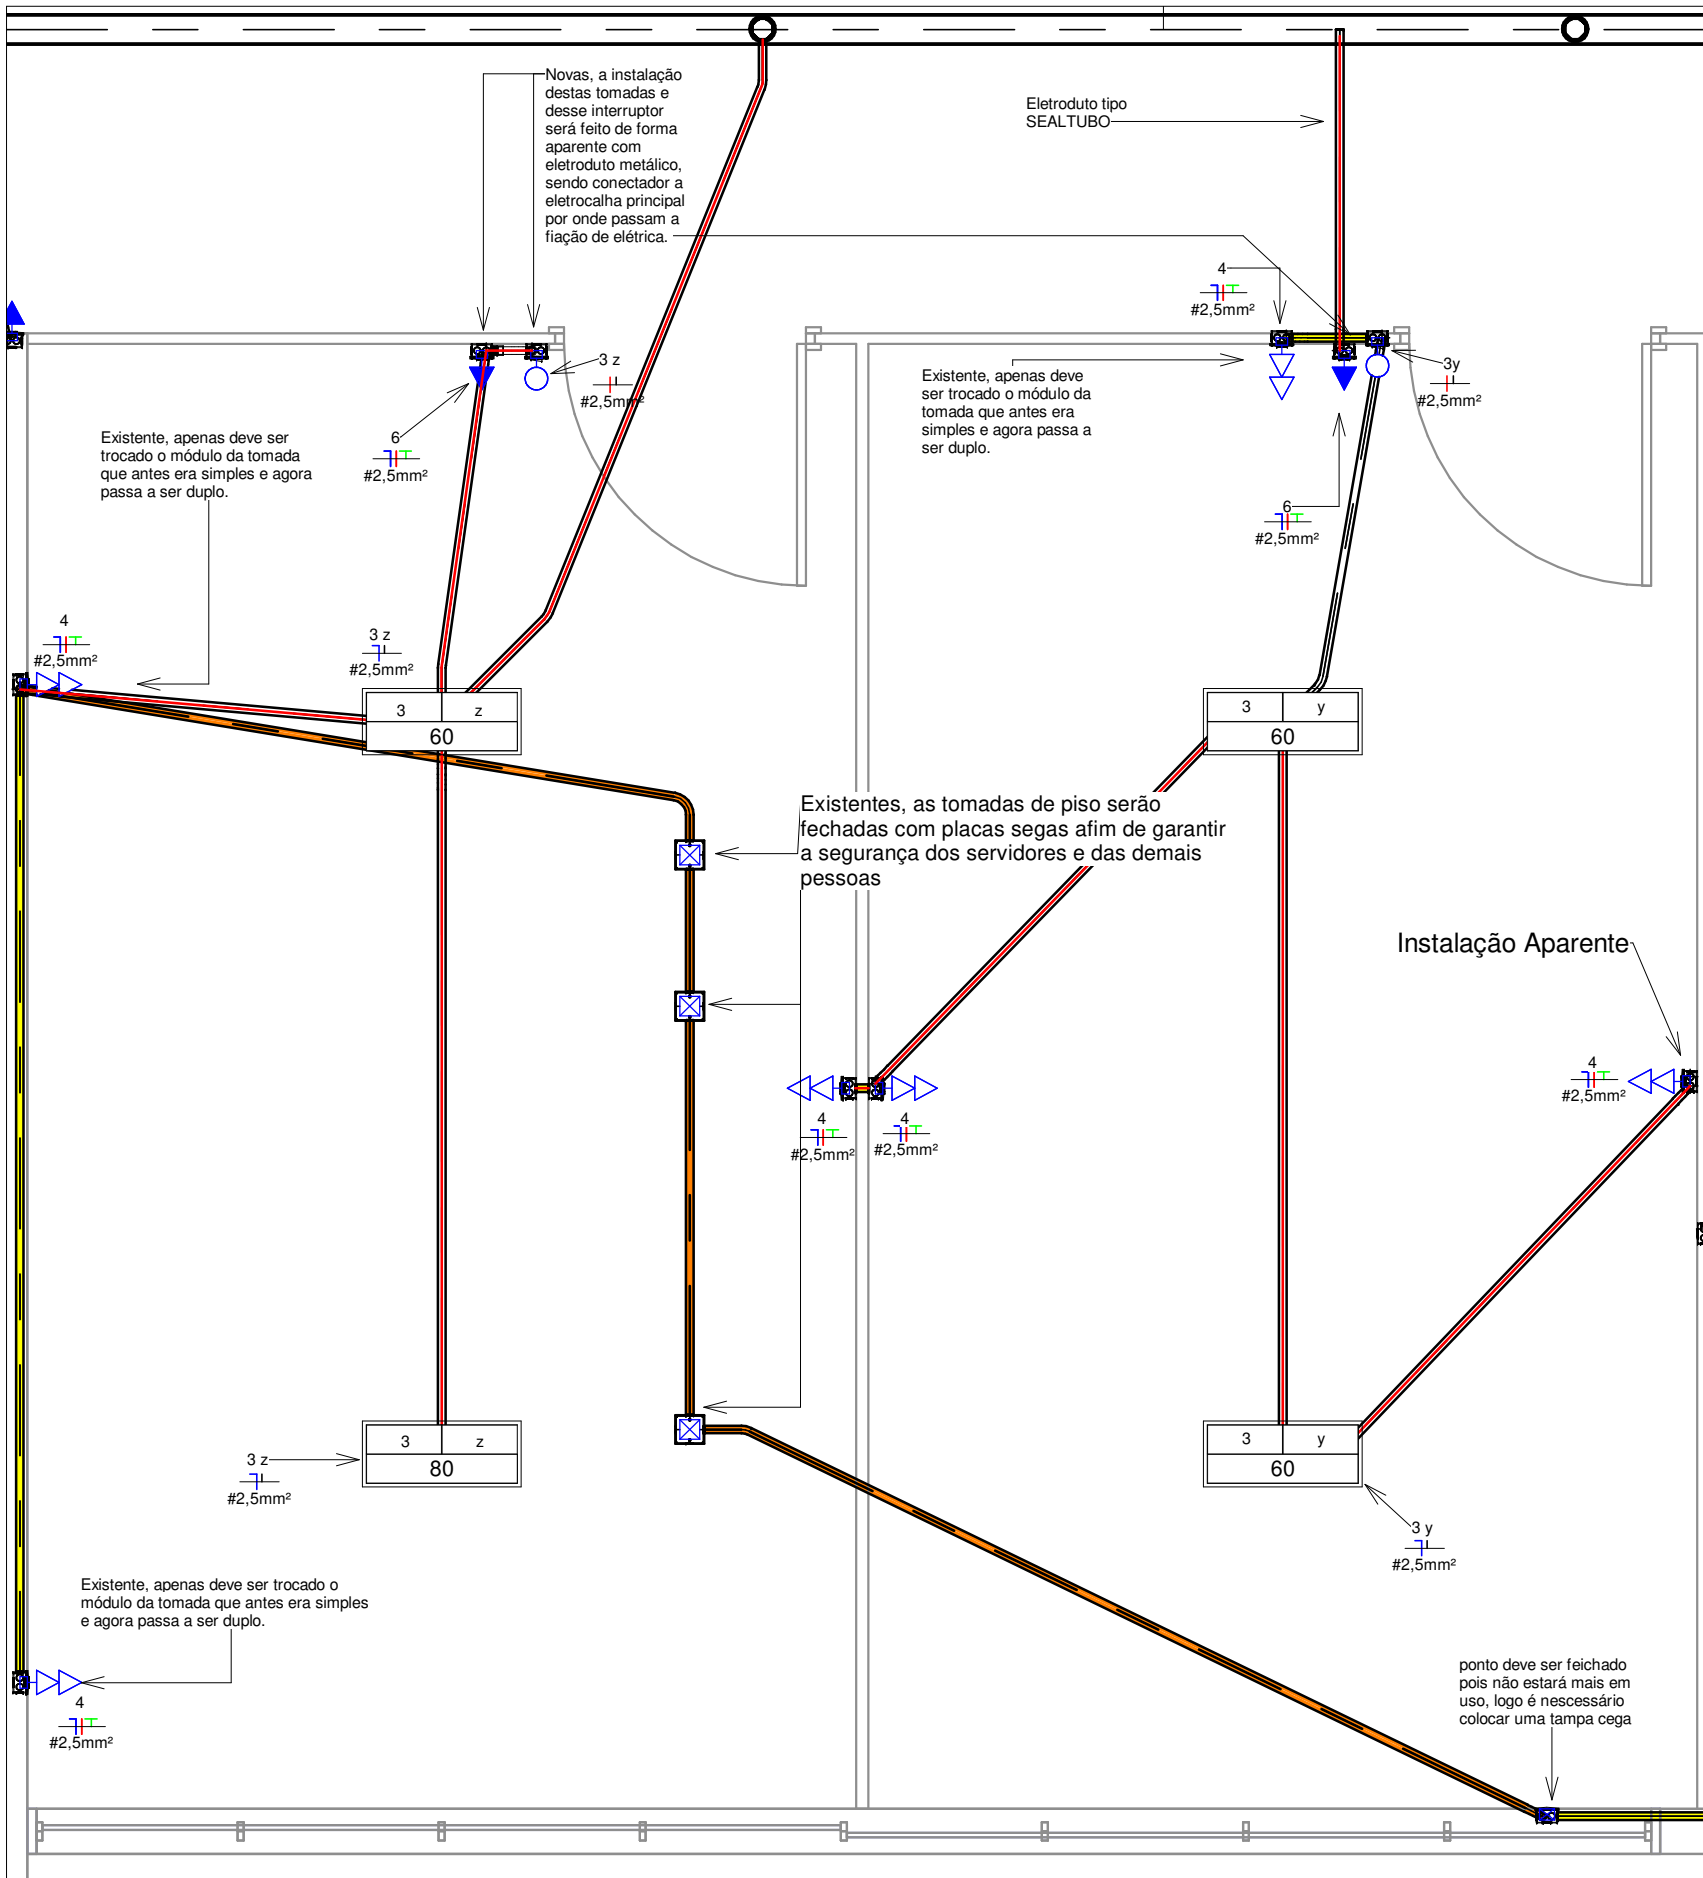 Novas, a instalação
destas tomadas e
desse interruptor
será feito de forma
aparente com
eletroduto metálico,
sendo conectador a
eletrocalha principal
por onde passam a
fiação de elétrica.
Eletroduto tipo
SEALTUBO
4
#2,5mm²
3 z
#2,5mm²
3y
#2,5mm²
Existente, apenas deve
ser trocado o módulo da
tomada que antes era
simples e agora passa a
ser duplo.
6
#2,5mm²
Existente, apenas deve ser
trocado o módulo da tomada
que antes era simples e agora
passa a ser duplo.
6
#2,5mm²
4
#2,5mm²
3 z
#2,5mm²
3 z
60
3 y
60
Existentes, as tomadas de piso serão
fechadas com placas segas afim de garantir
a segurança dos servidores e das demais
pessoas
Instalação Aparente
4
#2,5mm²
4
#2,5mm²
4
#2,5mm²
3 z
80
3 y
60
3 z
#2,5mm²
3 y
#2,5mm²
Existente, apenas deve ser trocado o
módulo da tomada que antes era simples
e agora passa a ser duplo.
4
#2,5mm²
ponto deve ser feichado
pois não estará mais em
uso, logo é nescessário
colocar uma tampa cega